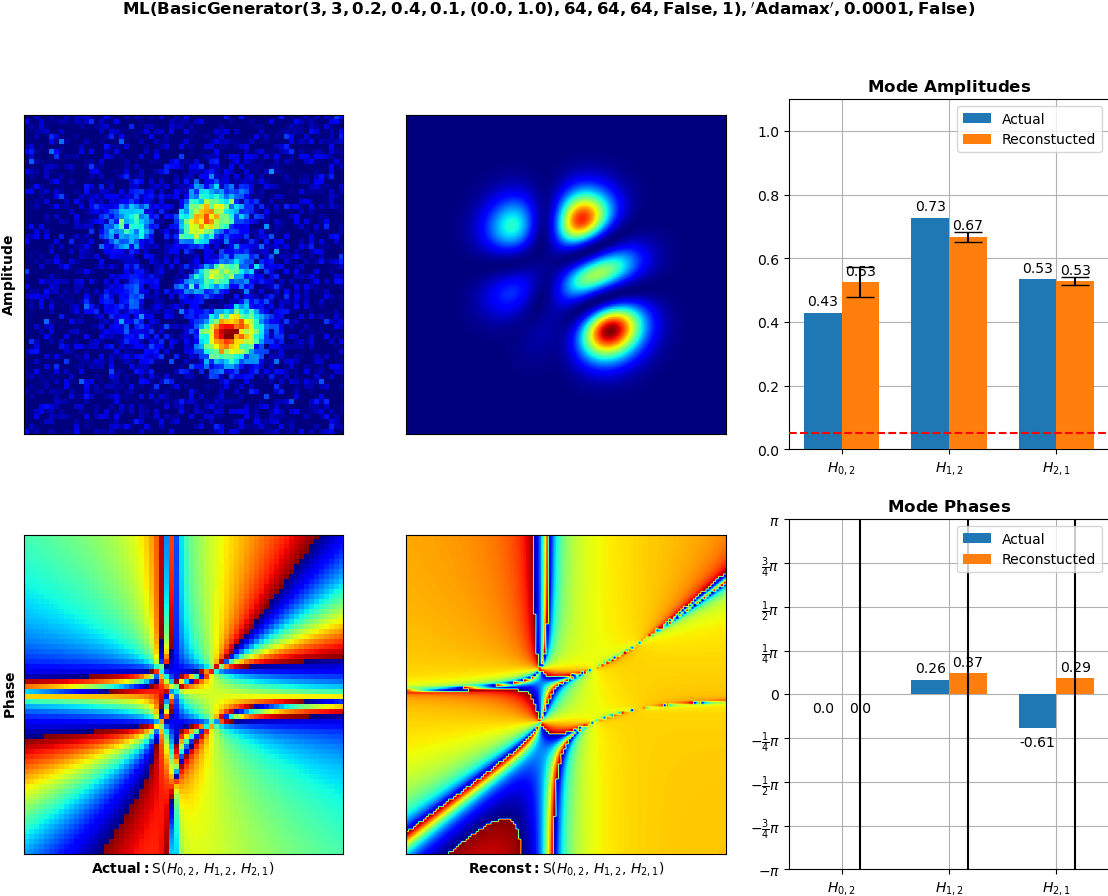 ML(BasicGenerator(3, 3, 0.2, 0.4, 0.1, (0.0, 1.0), 64, 64, 64, False, 1), ′Adamax′, 0.0001, False)
Amplitude
Mode Amplitudes
Actual
Reconstucted
1.0
0.8
0.6
0.4
0.2
0.0
0.43
0.53
0.73
0.67
0.53
0.53
H0,2
H1,2
H2,1
Phase
Actual: S(H0,2, H1,2, H2,1)
Reconst: S(H0,2, H1,2, H2,1)
Mode Phases
Actual
Reconstucted
π
3/4π
1/2π
1/4π
0
−1/4π
−1/2π
−3/4π
−π
0.0
0.0
0.26
0.37
-0.61
0.29
H0,2
H1,2
H2,1